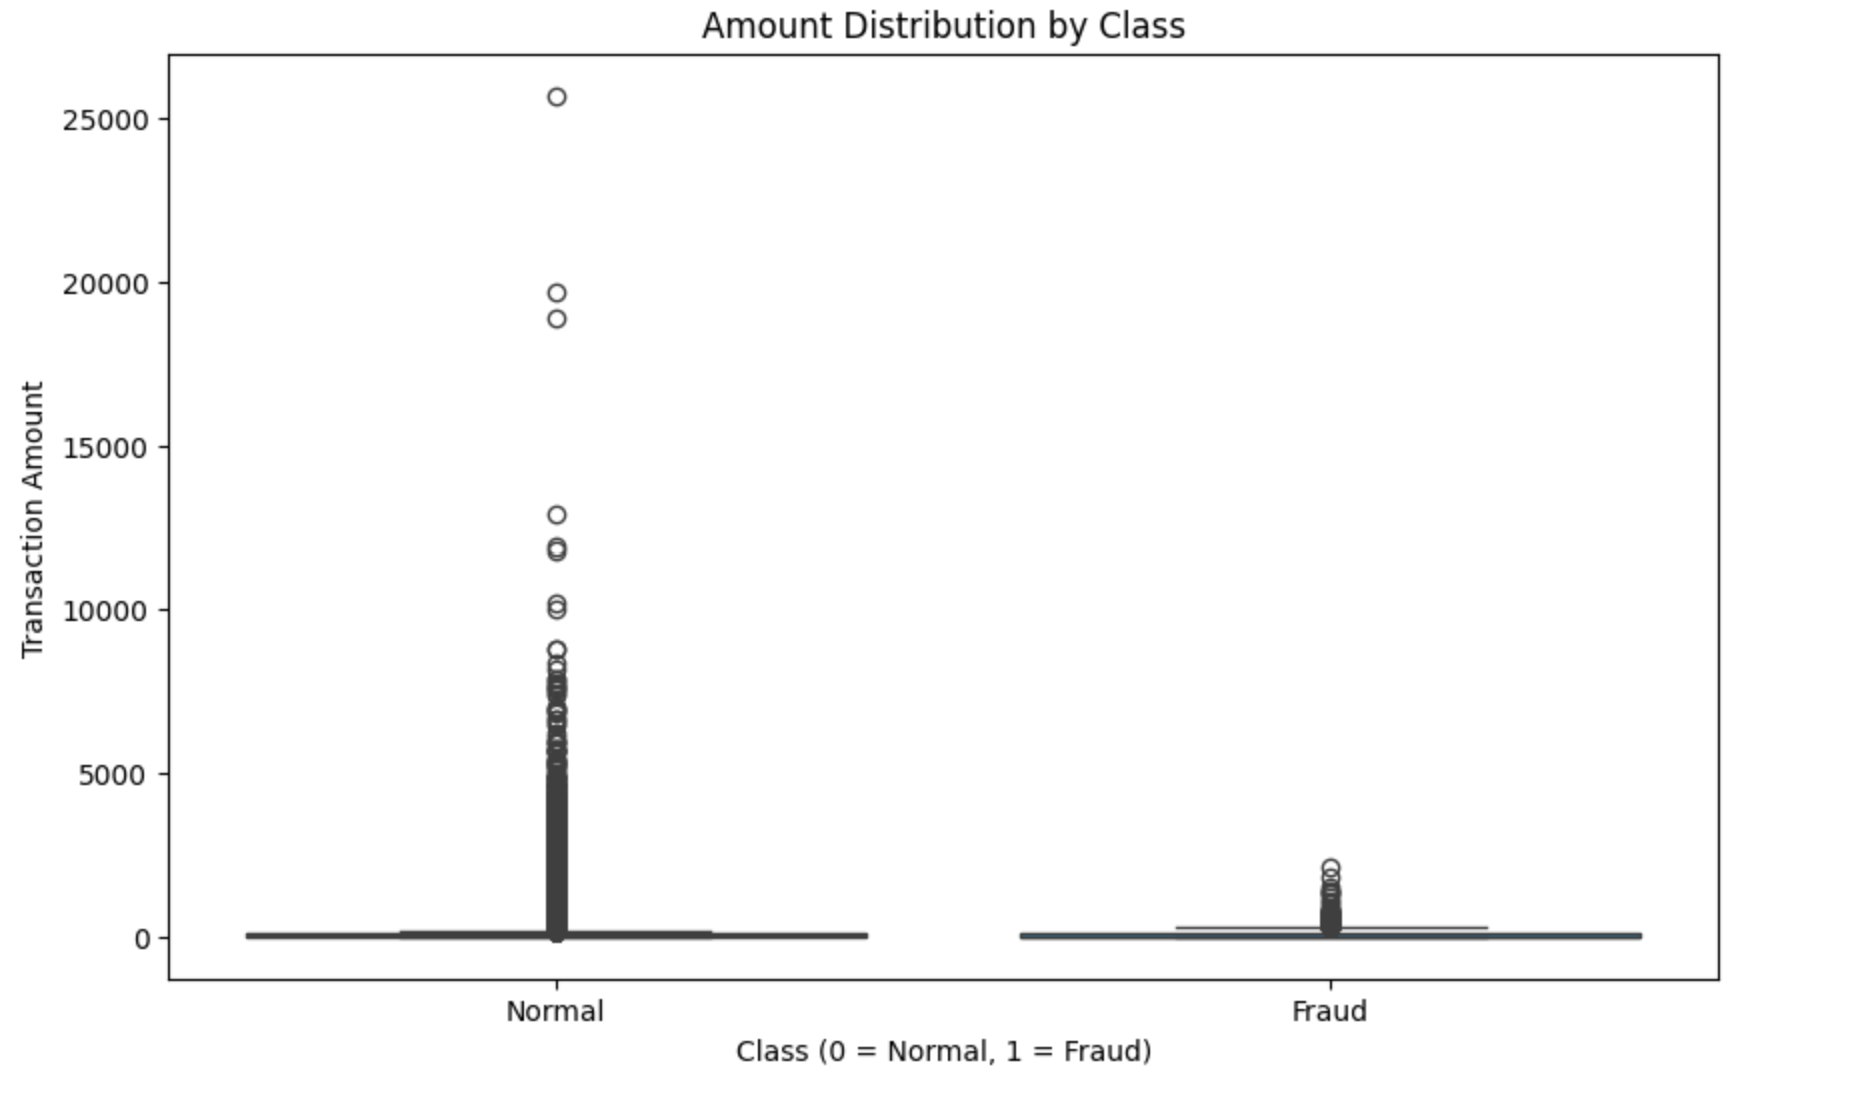 Amount Distribution by Class
Transaction Amount
25000
20000
15000
10000
5000
0
Normal
Fraud
Class (0 = Normal, 1 = Fraud)